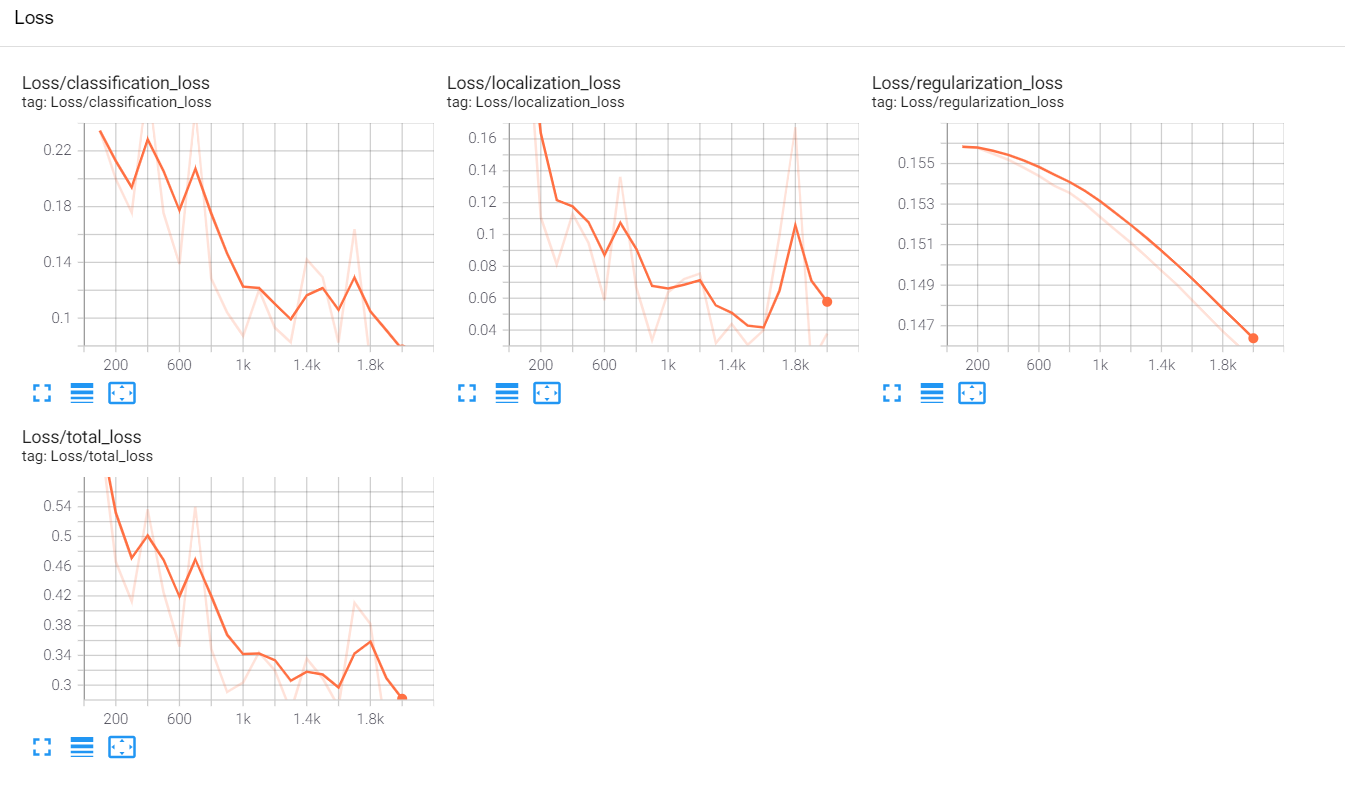 Loss
Loss/classification_loss
tag: Loss/classification_loss
0.22
0.18
0.14
0.1
200 600 1k 1.4k 1.8k
Loss/localization_loss
tag: Loss/localization_loss
0.16
0.14
0.12
0.1
0.08
0.06
0.04
200 600 1k 1.4k 1.8k
Loss/regularization_loss
tag: Loss/regularization_loss
0.155
0.153
0.151
0.149
0.147
200 600 1k 1.4k 1.8k
Loss/total_loss
tag: Loss/total_loss
0.54
0.5
0.46
0.42
0.38
0.34
0.3
200 600 1k 1.4k 1.8k